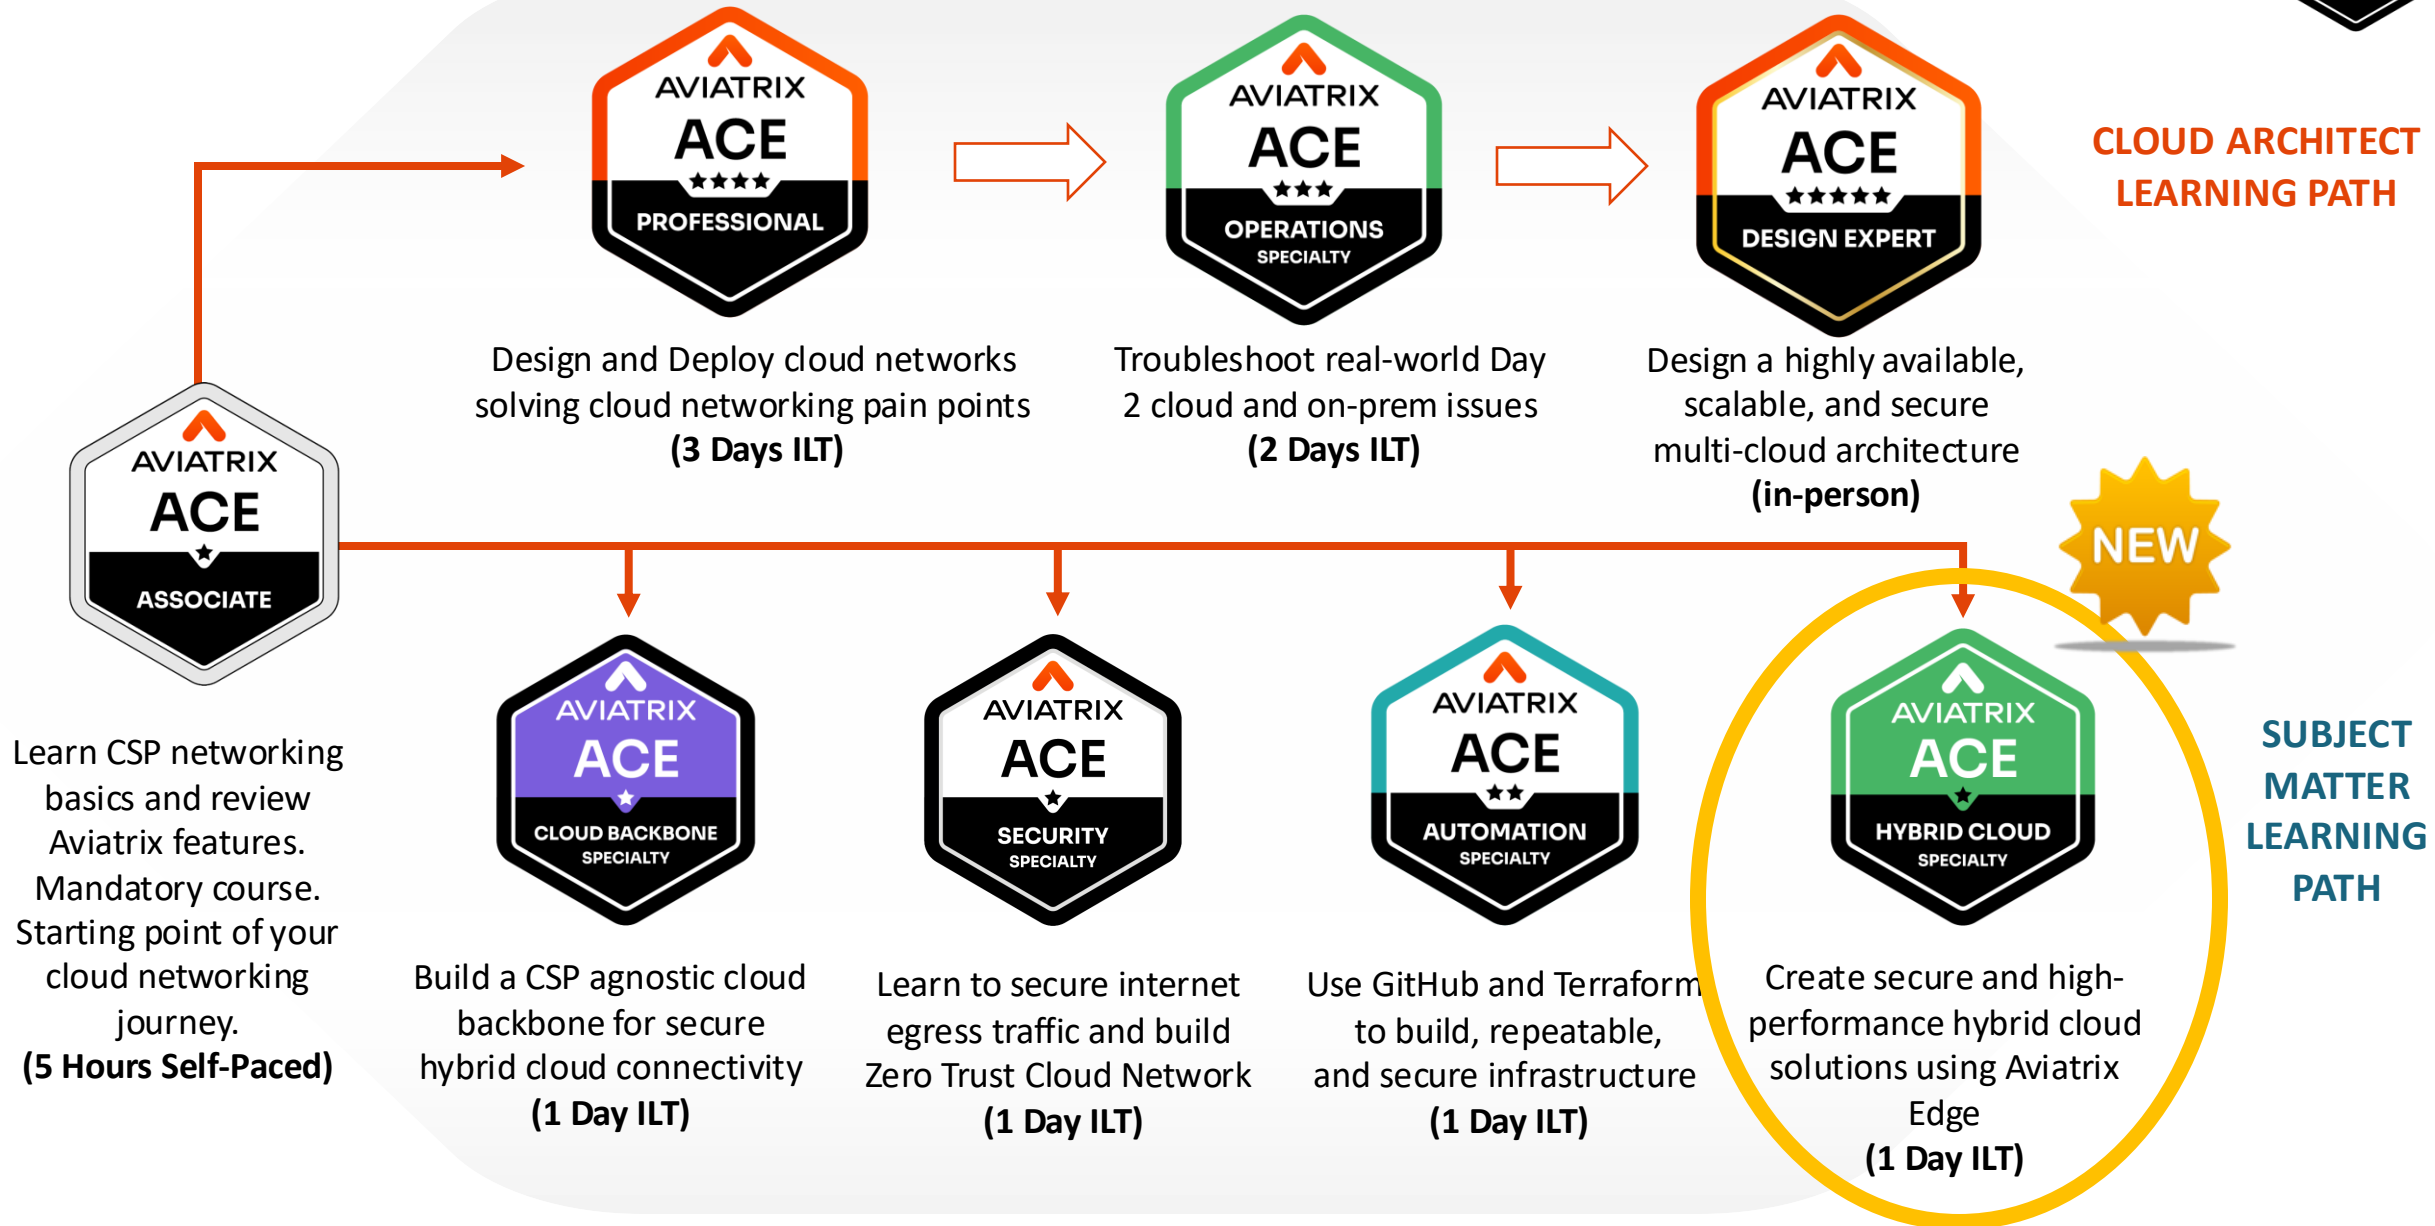 AVIATRIX
ACE
PROFESSIONAL
Design and Deploy cloud networks
solving cloud networking pain points
(3 Days ILT)
AVIATRIX
ACE
OPERATIONS
SPECIALTY
Troubleshoot real-world Day
2 cloud and on-prem issues
(2 Days ILT)
AVIATRIX
ACE
DESIGN EXPERT
Design a highly available,
scalable, and secure
multi-cloud architecture
(in-person)
CLOUD ARCHITECT
LEARNING PATH
AVIATRIX
ACE
ASSOCIATE
Learn CSP networking
basics and review
Aviatrix features.
Mandatory course.
Starting point of your
cloud networking
journey.
(5 Hours Self-Paced)
AVIATRIX
ACE
CLOUD BACKBONE
SPECIALTY
Build a CSP agnostic cloud
backbone for secure
hybrid cloud connectivity
(1 Day ILT)
AVIATRIX
ACE
SECURITY
SPECIALTY
Learn to secure internet
egress traffic and build
Zero Trust Cloud Network
(1 Day ILT)
AVIATRIX
ACE
AUTOMATION
SPECIALTY
Use GitHub and Terraform
to build, repeatable,
and secure infrastructure
(1 Day ILT)
NEW
AVIATRIX
ACE
HYBRID CLOUD
SPECIALTY
Create secure and high-
performance hybrid cloud
solutions using Aviatrix
Edge
(1 Day ILT)
SUBJECT
MATTER
LEARNING
PATH